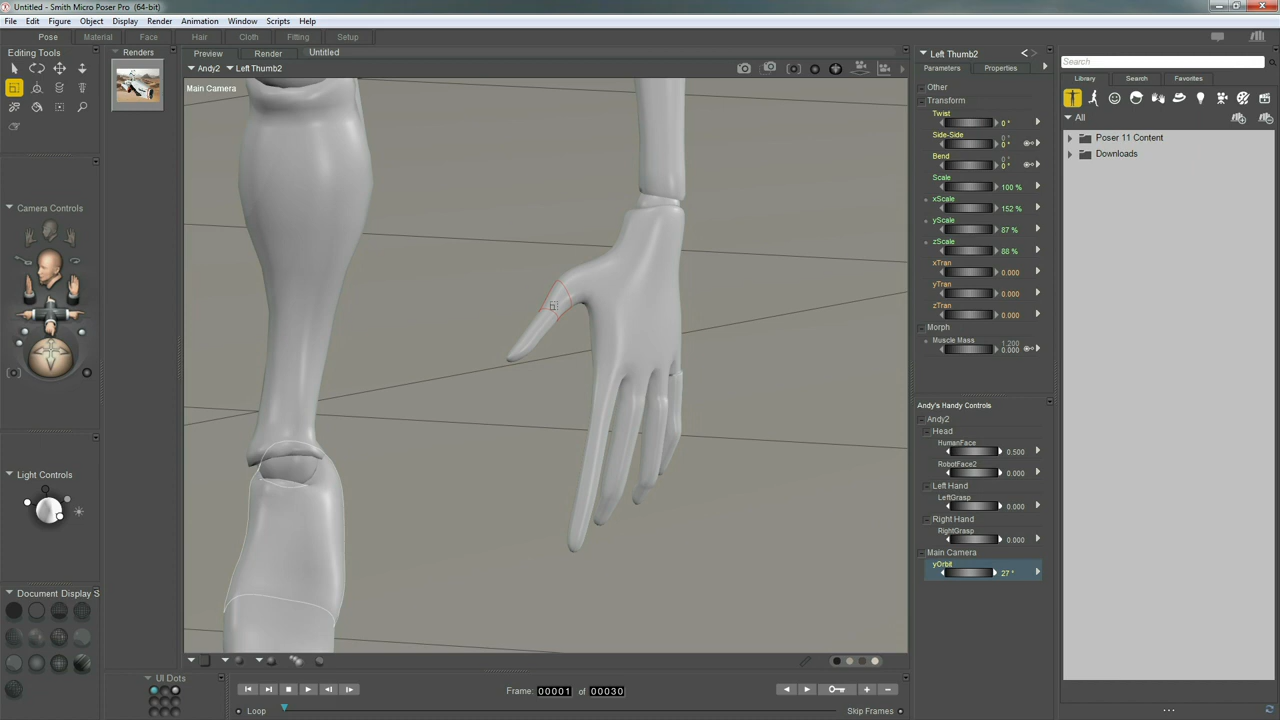 Untitled - Smith Micro Poser Pro (64-bit)
File Edit Figure Object Display Render Animation Window Scripts Help
Pose Material Face Hair Cloth Fitting Setup
Editing Tools
Renders
Preview Render Untitled
Andy2 Left Thumb2
Main Camera
Camera Controls
Light Controls
Document Display S
UI Dots
Loop
Frame: 00001 of 00030
Skip Frames
Left Thumb2
Parameters Properties
Other
Transform
Twist
0 °
Side-Side
0 °
0 °
Bend
0 °
0 °
Scale
100 %
xScale
152 %
yScale
87 %
zScale
88 %
xTran
0.000
yTran
0.000
zTran
0.000
Morph
Muscle Mass
1.200
0.000
Andy's Handy Controls
Andy2
Head
HumanFace
0.500
RobotFace2
0.000
Left Hand
LeftGrasp
0.000
Right Hand
RightGrasp
0.000
Main Camera
yOrbit
27 °
Search
Library Search Favorites
All
Poser 11 Content
Downloads